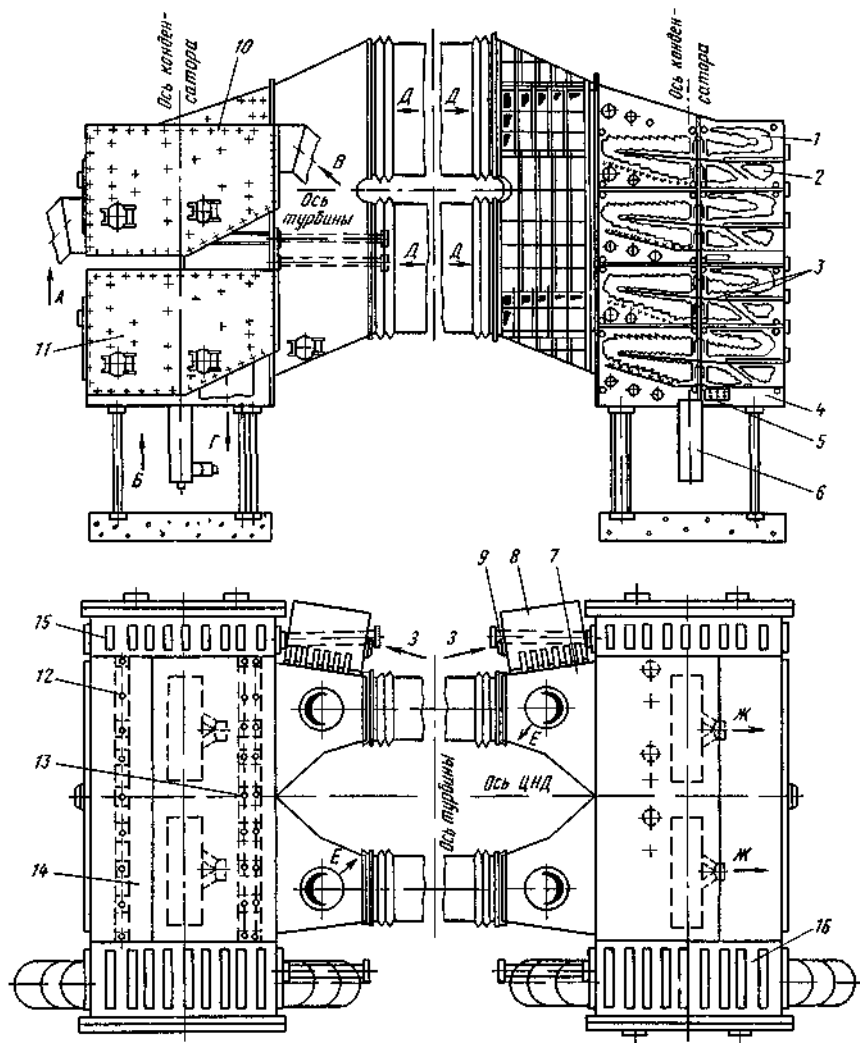 10
Ось конден-
сатора
Д
Д
Ось конден-
сатора
1
2
В
Ось
турбины
А
Д
Д
3
11
Г
Б
4
5
6
9
8
7
15
З
З
12
Е
Ж
13
Ось турбины
Ось ЦНД
14
Е
Ж
16